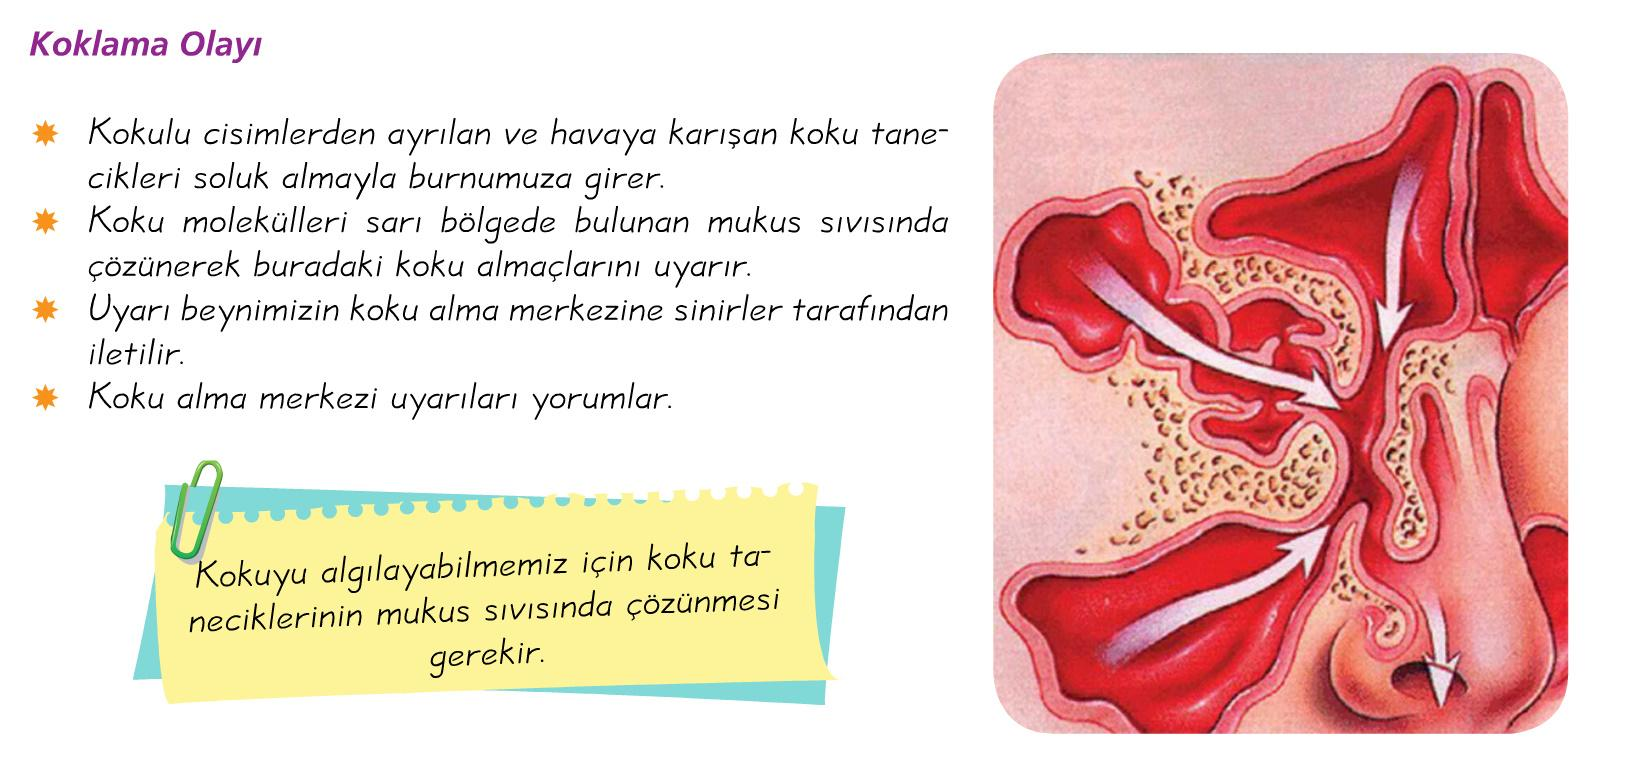 Koklama Olayı
Kokulu cisimlerden ayrılan ve havaya karışan koku tane-
cikleri soluk almayla burnumuza girer.
Koku molekülleri sarı bölgede bulunan mukus sıvısında
çözünerek buradaki koku almaçlarını uyarır.
Uyarı beynimizin koku alma merkezine sinirler tarafından
iletilir.
Koku alma merkezi uyarıları yorumlar.
Kokuyu algılayabilmemiz için koku ta-
neciklerinin mukus sıvısında çözünmesi
gerekir.